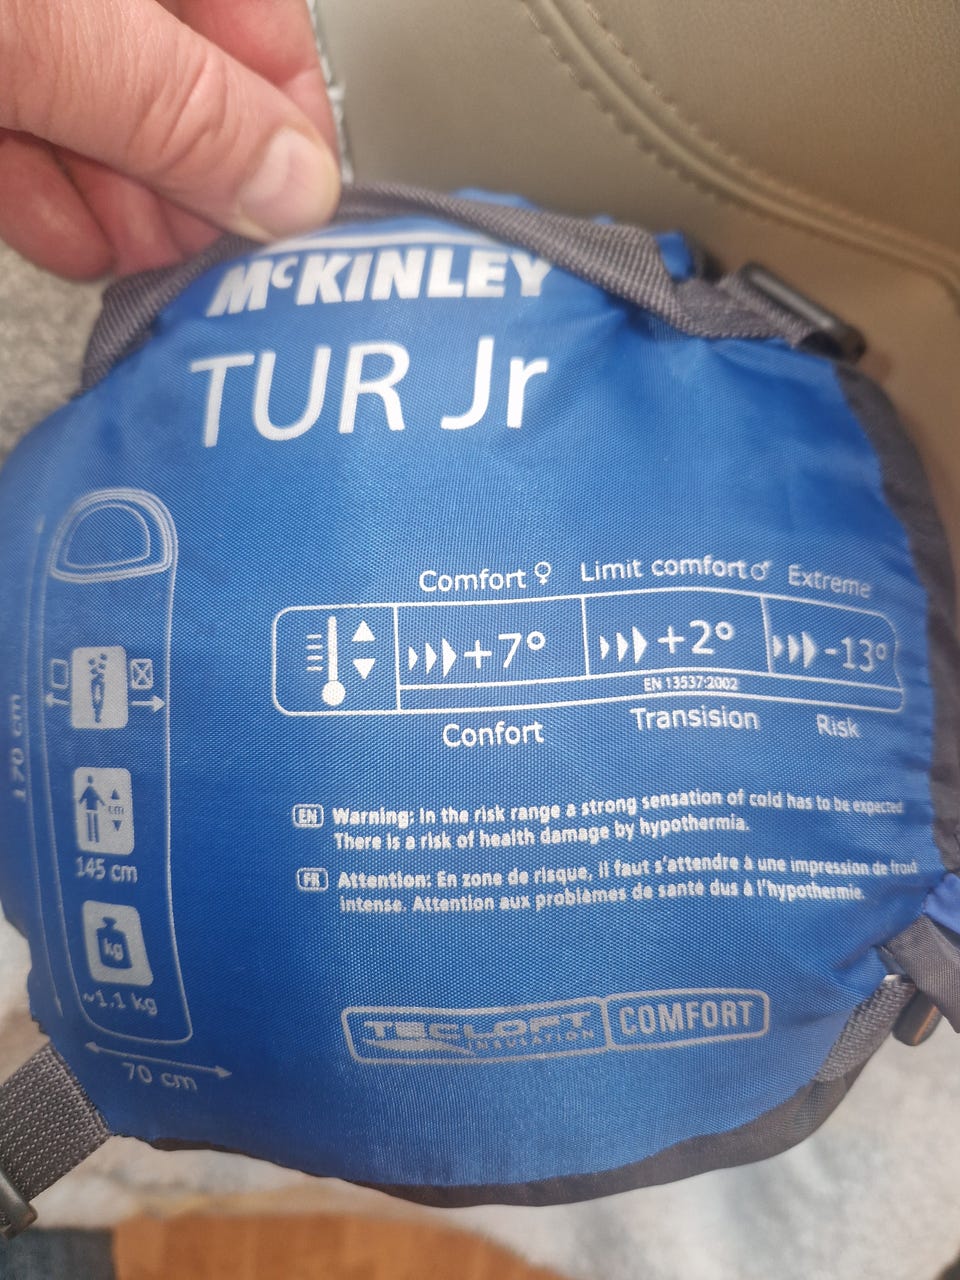 McKINLEY
TUR Jr
Comfort ♀ Limit comfort♂ Extreme
+7° +2° -13°
EN 13537:2002
Confort Transision Risk
170 cm
cm
145 cm
kg
~1,1 kg
70 cm
EN Warning: In the risk range a strong sensation of cold has to be expected
There is a risk of health damage by hypothermia.
FR Attention: En zone de risque, il faut s'attendre à une impression de froid
intense. Attention aux problèmes de santé dus à l'hypothermie.
TECLOFT INSULATION COMFORT